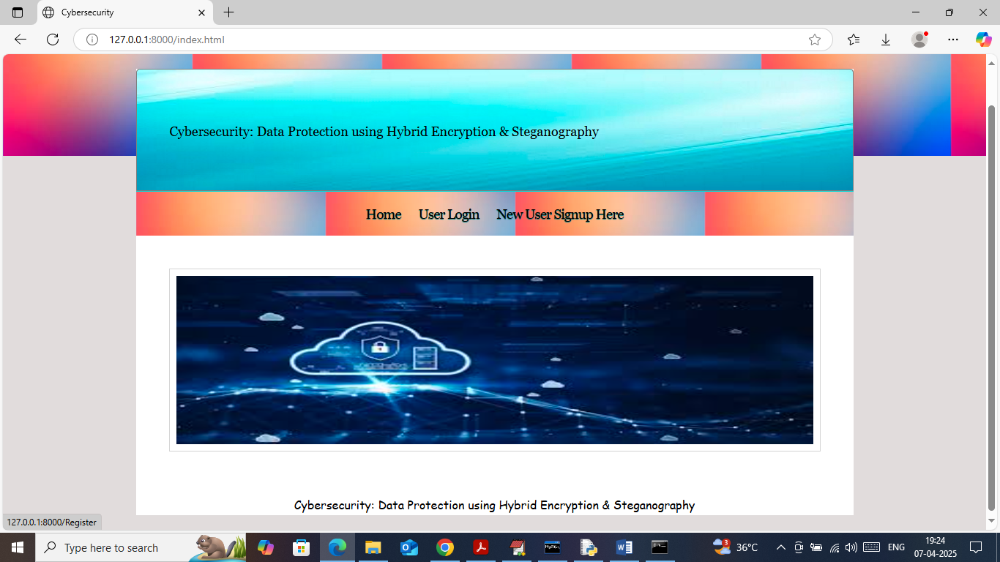 Cybersecurity
127.0.0.1:8000/index.html
Cybersecurity: Data Protection using Hybrid Encryption & Steganography
Home User Login New User Signup Here
Cybersecurity: Data Protection using Hybrid Encryption & Steganography
127.0.0.1:8000/Register
Type here to search
3
36°C
ENG
19:24
07-04-2025